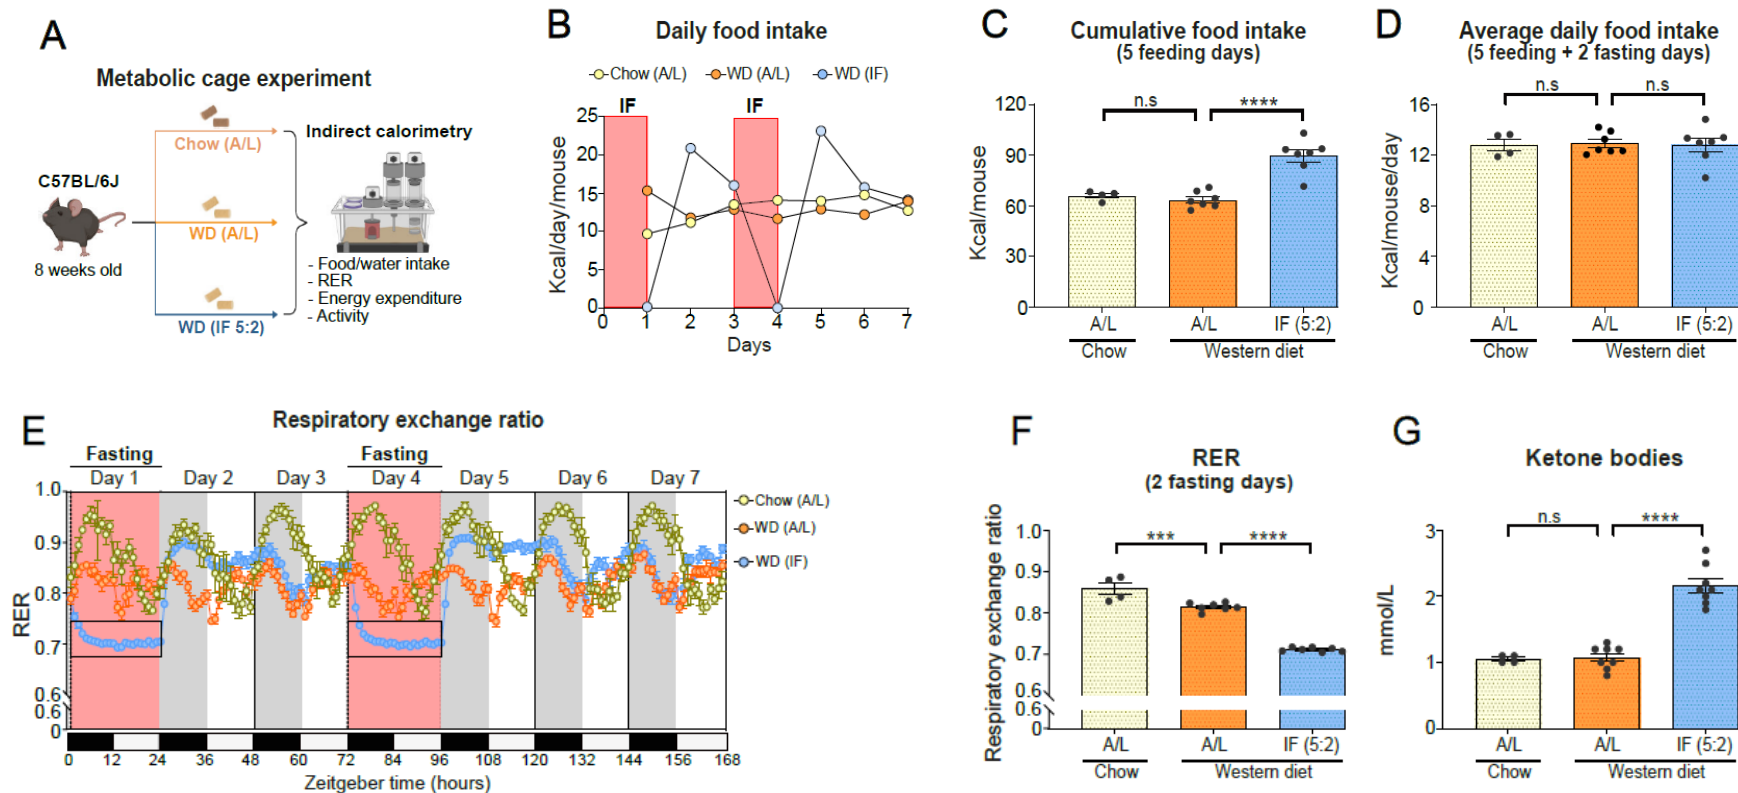 A
Metabolic cage experiment
Chow (A/L)
C57BL/6J
WD (A/L)
8 weeks old
WD (IF 5:2)
Indirect calorimetry
- Food/water intake
- RER
- Energy expenditure
- Activity
B
Daily food intake
Chow (A/L) WD (A/L) WD (IF)
IF IF
Kcal/day/mouse
25
20
15
10
5
0
0 1 2 3 4 5 6 7
Days
C
Cumulative food intake
(5 feeding days)
n.s ****
Kcal/mouse
120
90
60
30
0
A/L A/L IF (5:2)
Chow Western diet
D
Average daily food intake
(5 feeding + 2 fasting days)
n.s n.s
Kcal/mouse/day
16
12
8
4
0
A/L A/L IF (5:2)
Chow Western diet
E
Respiratory exchange ratio
Fasting Fasting
Day 1 Day 2 Day 3 Day 4 Day 5 Day 6 Day 7
RER
1.0
0.9
0.8
0.7
0.6
0.6
0
0 12 24 36 48 60 72 84 96 108 120 132 144 156 168
Zeitgeber time (hours)
Chow (A/L)
WD (A/L)
WD (IF)
F
RER
(2 fasting days)
*** ****
Respiratory exchange ratio
1.0
0.9
0.8
0.7
0.6
0.6
0
A/L A/L IF (5:2)
Chow Western diet
G
Ketone bodies
n.s ****
mmol/L
3
2
1
0
A/L A/L IF (5:2)
Chow Western diet